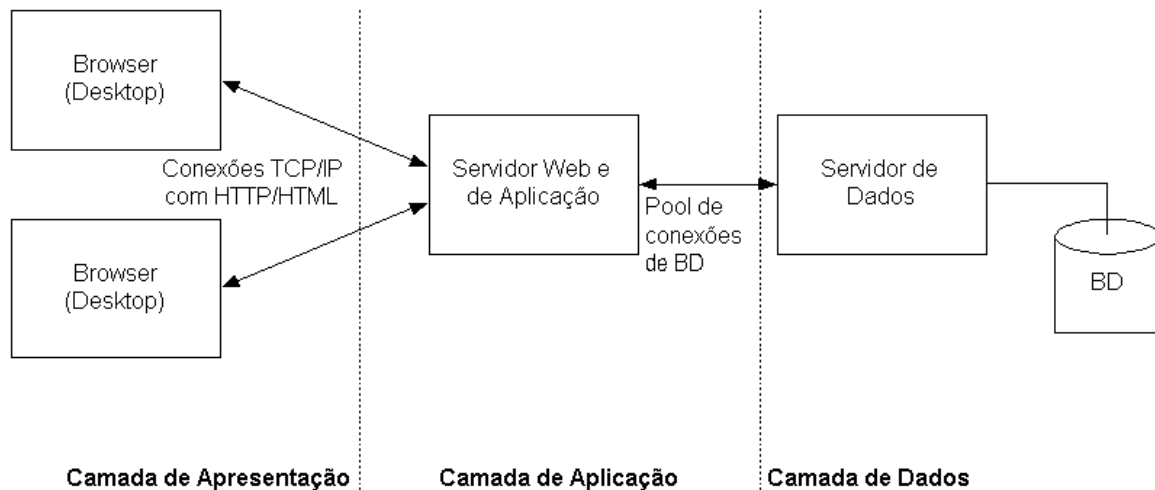 Browser
(Desktop)
Conexões TCP/IP
com HTTP/HTML
Browser
(Desktop)
Servidor Web e
de Aplicação
Pool de
conexões
de BD
Servidor de
Dados
BD
Camada de Apresentação
Camada de Aplicação
Camada de Dados